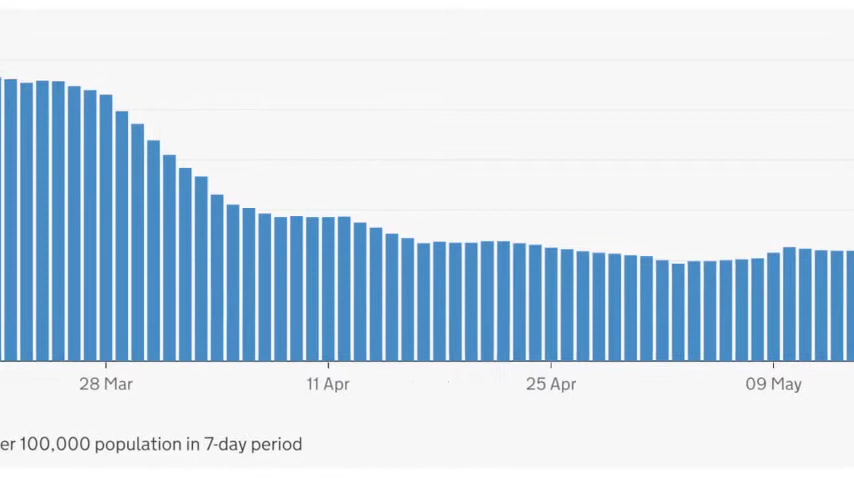 28 Mar 11 Apr 25 Apr 09 May
er 100,000 population in 7-day period